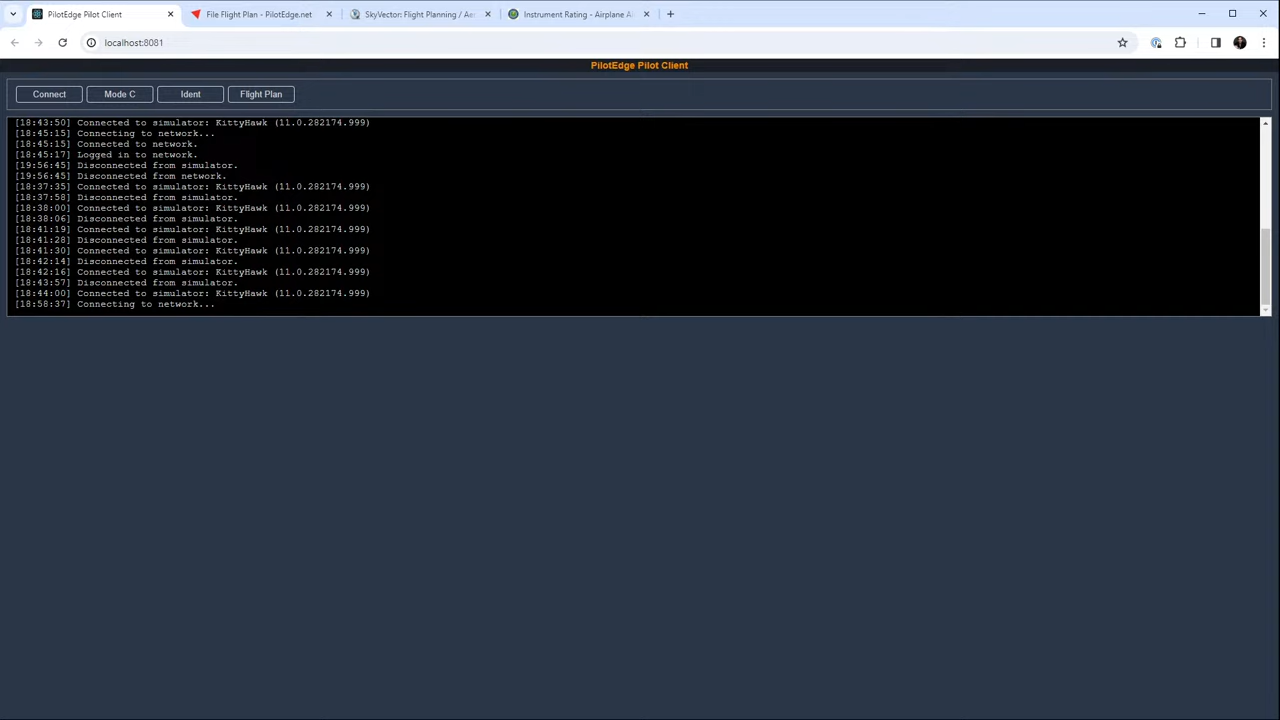 PilotEdge Pilot Client
File Flight Plan - PilotEdge.net
SkyVector: Flight Planning / A
Instrument Rating - Airplane Ai
localhost:8081
PilotEdge Pilot Client
Connect
Mode C
Ident
Flight Plan
[18:43:50] Connected to simulator: KittyHawk (11.0.282174.999)
[18:45:15] Connecting to network...
[18:45:15] Connected to network.
[18:45:17] Logged in to network.
[19:56:45] Disconnected from simulator.
[19:56:45] Disconnected from network.
[18:37:35] Connected to simulator: KittyHawk (11.0.282174.999)
[18:37:58] Disconnected from simulator.
[18:38:00] Connected to simulator: KittyHawk (11.0.282174.999)
[18:38:06] Disconnected from simulator.
[18:41:19] Connected to simulator: KittyHawk (11.0.282174.999)
[18:41:28] Disconnected from simulator.
[18:41:30] Connected to simulator: KittyHawk (11.0.282174.999)
[18:42:14] Disconnected from simulator.
[18:42:16] Connected to simulator: KittyHawk (11.0.282174.999)
[18:43:57] Disconnected from simulator.
[18:44:00] Connected to simulator: KittyHawk (11.0.282174.999)
[18:58:37] Connecting to network...